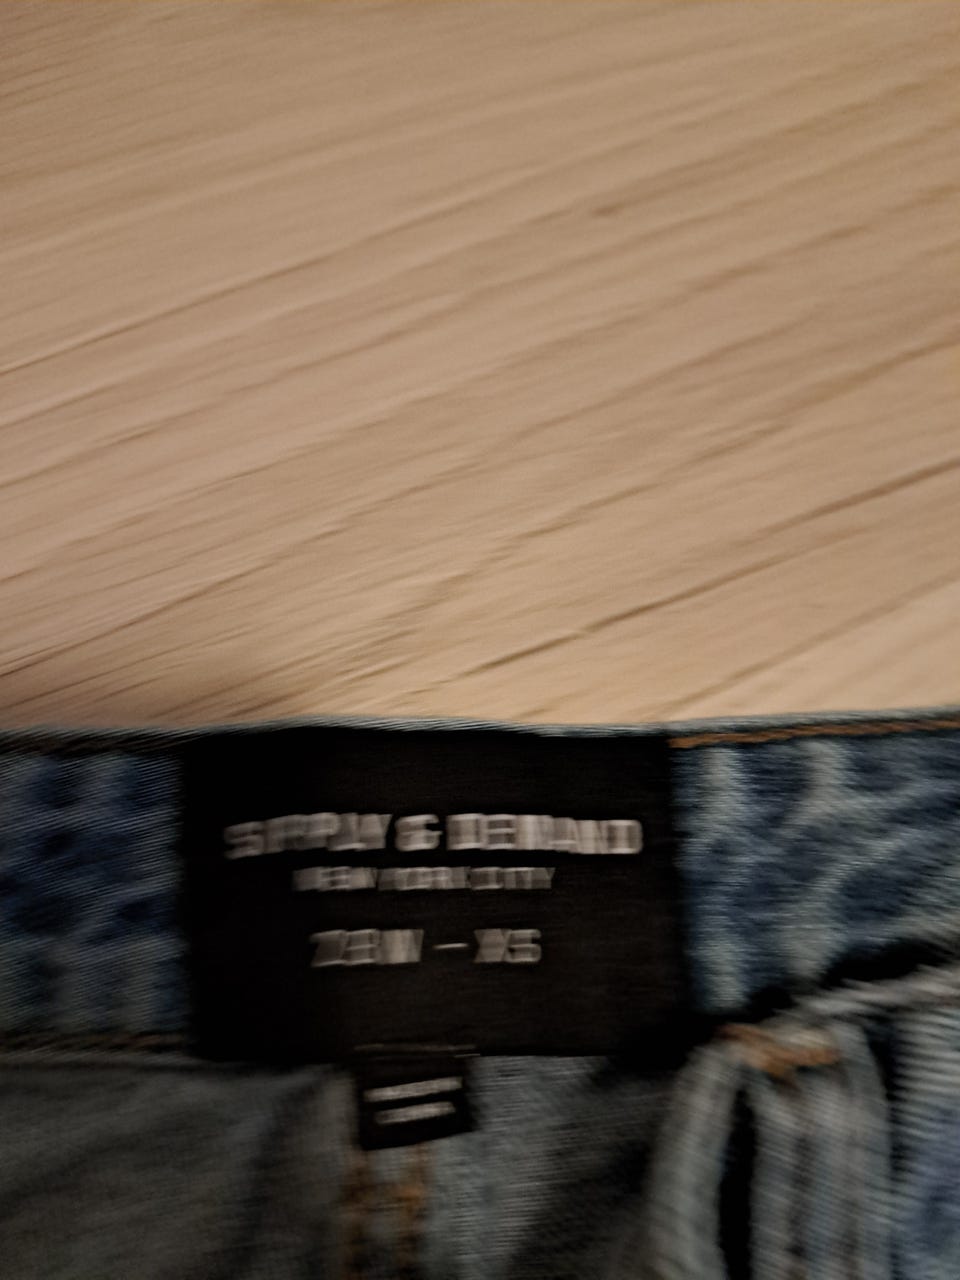 SUPPLY & DEMAND
NEW YORK CITY
28W – XS